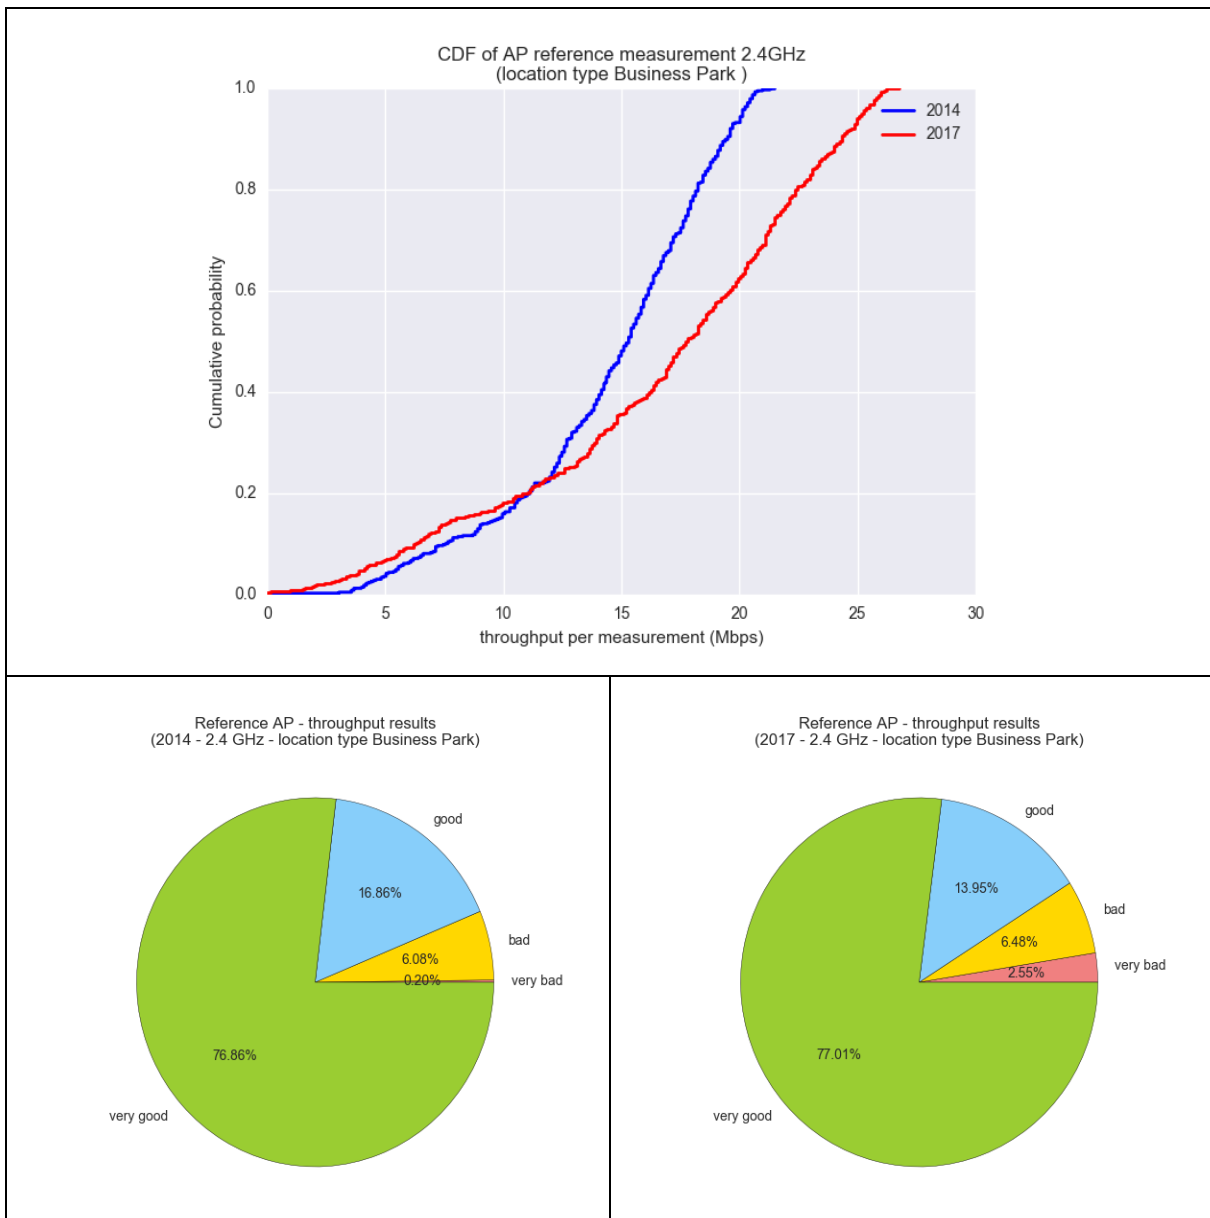 CDF of AP reference measurement 2.4GHz
(location type Business Park )
1.0
0.8
0.6
0.4
0.2
0.0
Cumulative probability
2014
2017
0 5 10 15 20 25 30
throughput per measurement (Mbps)
Reference AP - throughput results
(2014 - 2.4 GHz - location type Business Park)
good
16.86%
bad
6.08%
0.20%
very bad
76.86%
very good
Reference AP - throughput results
(2017 - 2.4 GHz - location type Business Park)
good
13.95%
bad
6.48%
very bad
2.55%
77.01%
very good